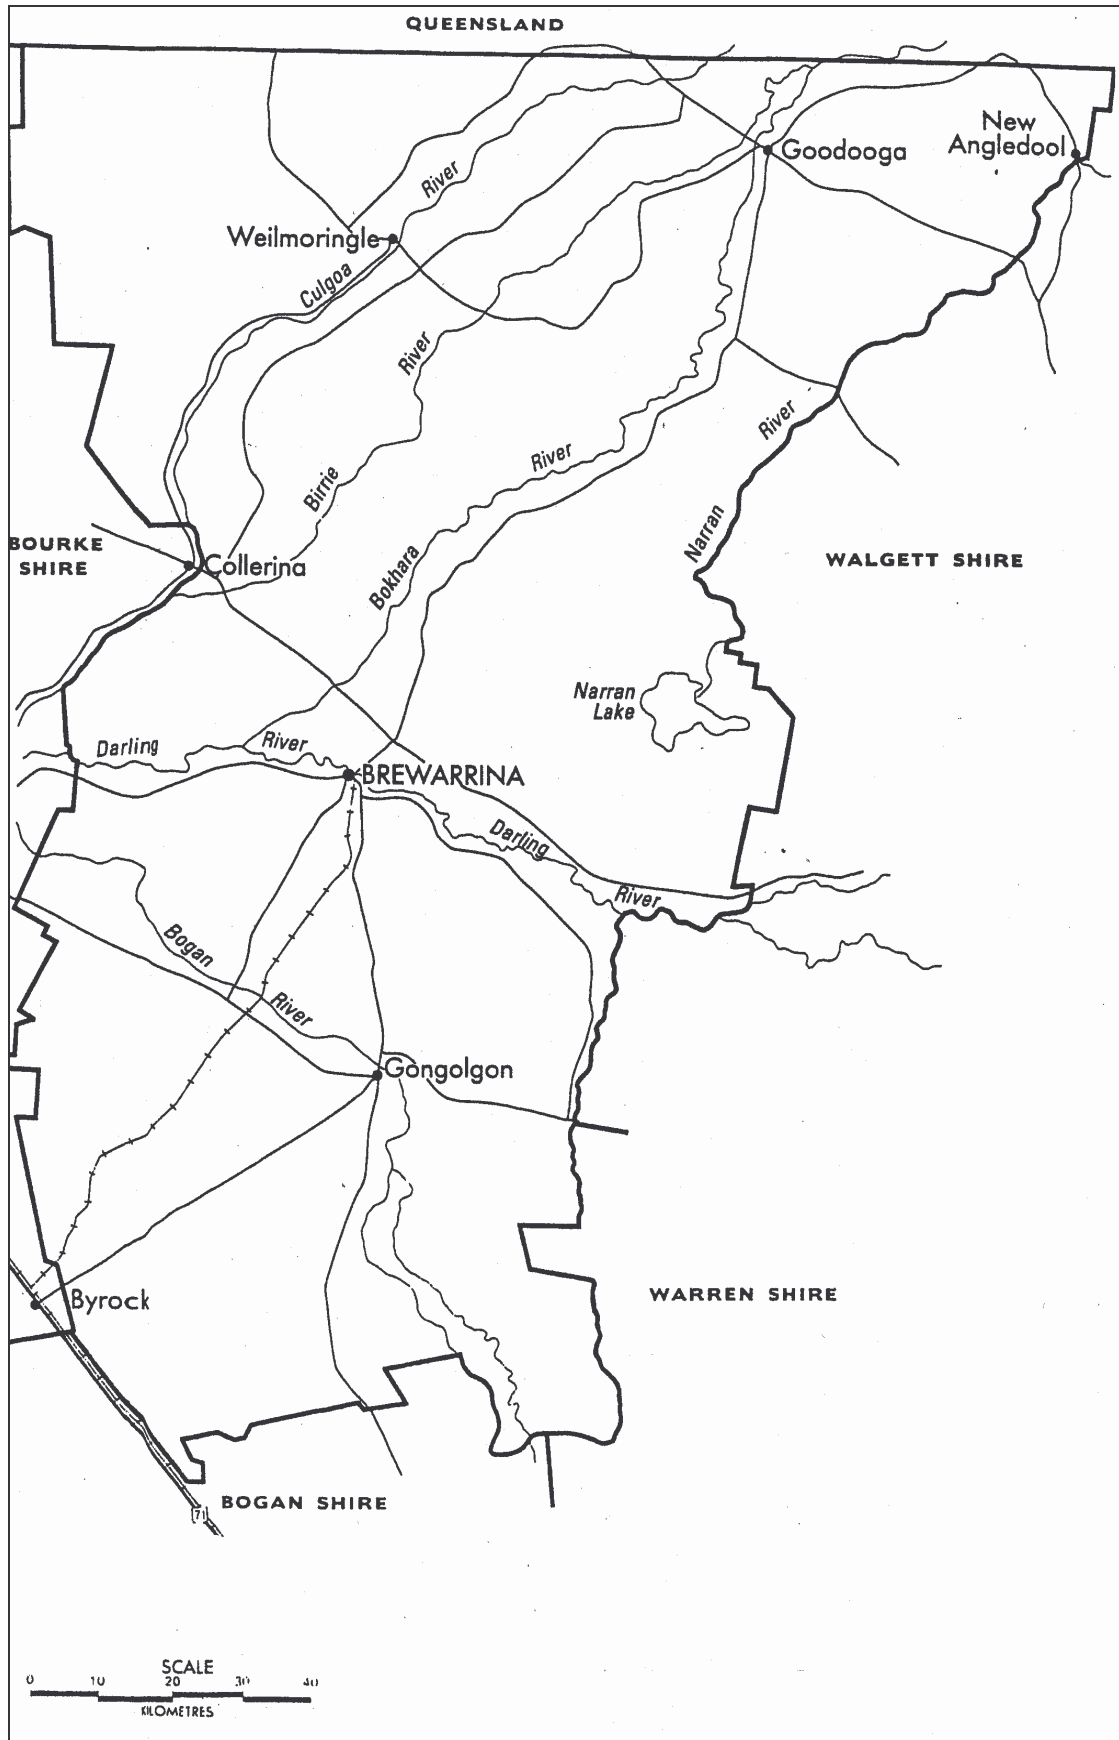 QUEENSLAND
New
Angledool
Goodooga
River
Weilmoringle
Culgoa
River
River
River
Birrie
Narran
BOURKE
SHIRE
Collerina
WALGETT SHIRE
Bokhara
Narran
Lake
Darling
River
BREWARRINA
Darling
River
Bogan
River
Gongolgon
Byrock
WARREN SHIRE
BOGAN SHIRE
71
SCALE
0 10 20 30 40
KILOMETRES